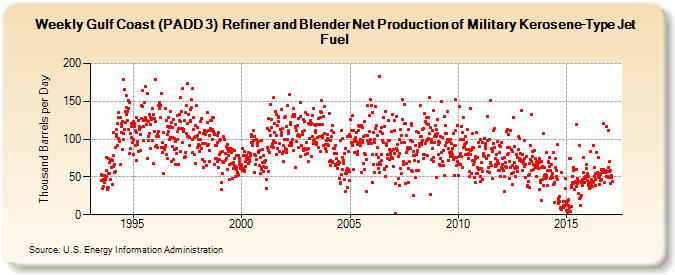 Weekly Gulf Coast (PADD 3) Refiner and Blender Net Production of Military Kerosene-Type Jet
Fuel
Thousand Barrels per Day
200
150
100
50
0
1995
2000
2005
2010
2015
Source: U.S. Energy Information Administration